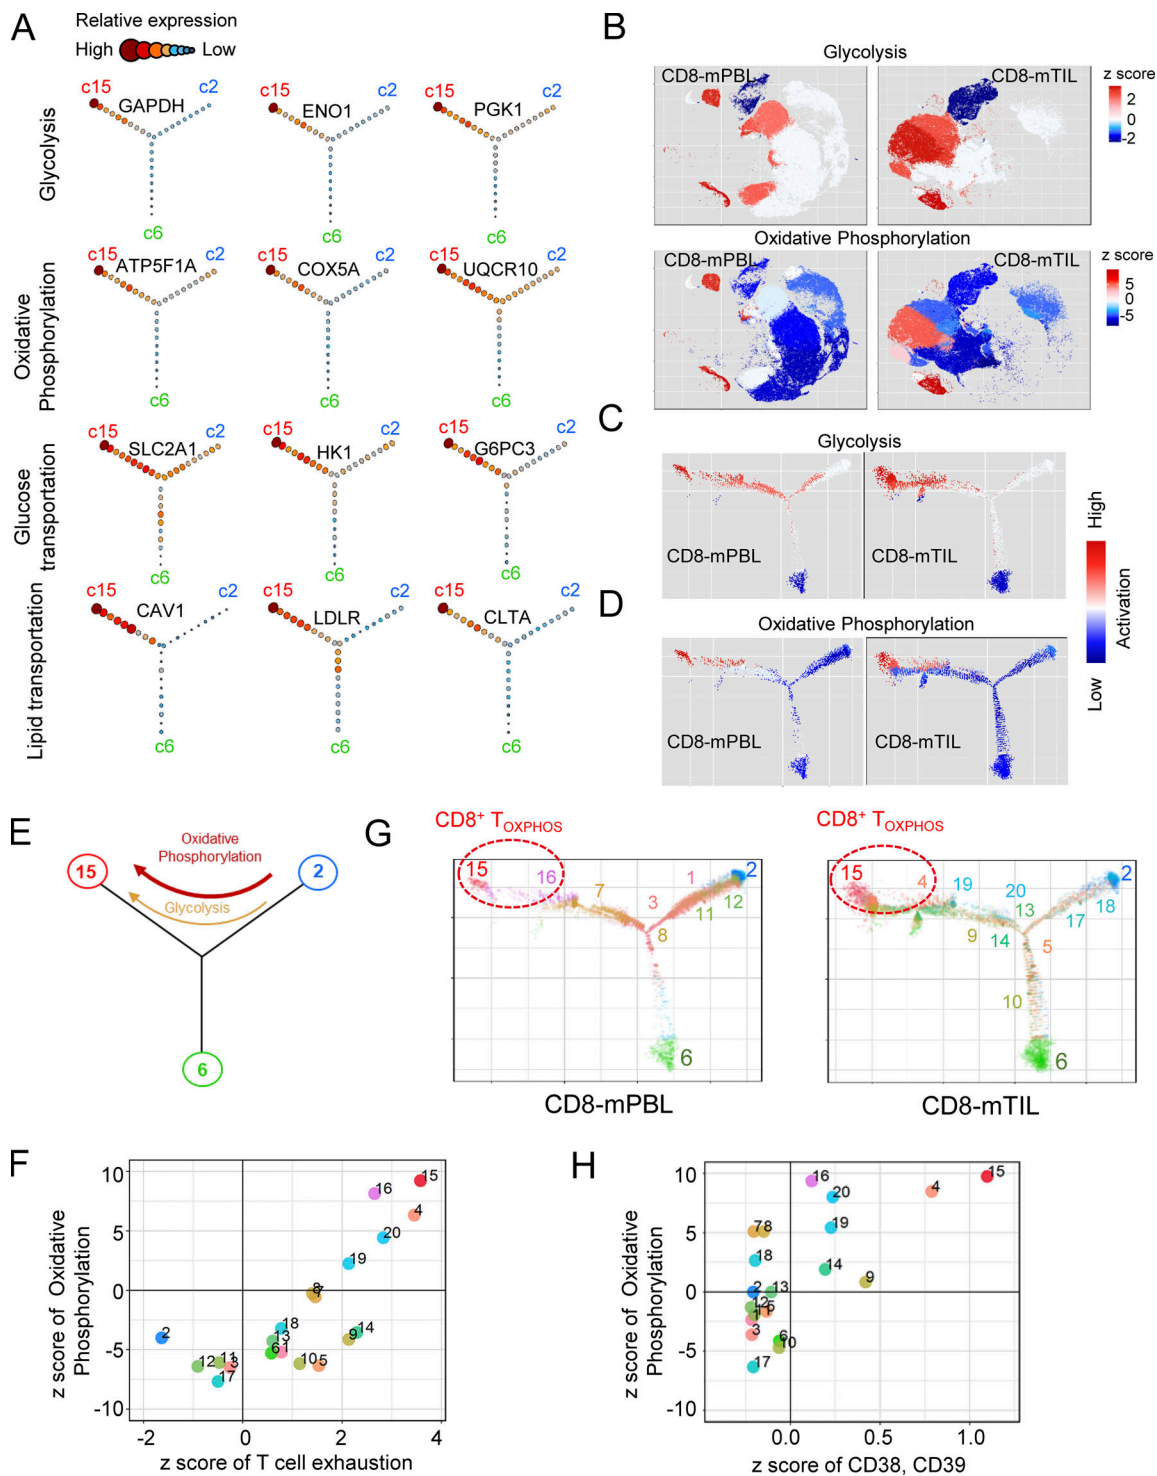 A
Relative expression
High Low
Glycolysis
c15 GAPDH c2 c6
c15 ENO1 c2 c6
c15 PGK1 c2 c6
Oxidative
Phosphorylation
c15 ATP5F1A c2 c6
c15 COX5A c2 c6
c15 UQCR10 c2 c6
Glucose
transportation
c15 SLC2A1 c2 c6
c15 HK1 c2 c6
c15 G6PC3 c2 c6
Lipid transportation
c15 CAV1 c2 c6
c15 LDLR c2 c6
c15 CLTA c2 c6
B
Glycolysis
CD8-mPBL CD8-mTIL
z score
2
0
-2
Oxidative Phosphorylation
CD8-mPBL CD8-mTIL
z score
5
0
-5
C
Glycolysis
CD8-mPBL CD8-mTIL
D
Oxidative Phosphorylation
CD8-mPBL CD8-mTIL
High
Activation
Low
E
Oxidative
Phosphorylation
Glycolysis
15 2
6
G
CD8+ TOXPHOS
15 16 7 3 1 2
8 11 12
6
CD8-mPBL
CD8+ TOXPHOS
15 4 19 20 2
9 14 13 5 17 18
10
6
CD8-mTIL
F
z score of Oxidative
Phosphorylation
10
5
0
-5
-10
15
16
4
20
19
8
7
18
14
2
13
9
6 1
12 11 3
10 5
17
-2 0 2 4
z score of T cell exhaustion
H
z score of Oxidative
Phosphorylation
10
5
0
-5
-10
15
16
4
20
7 8
19
18
14
9
2 13
12
1 11 5
3
6
10
17
0.0 0.5 1.0
z score of CD38, CD39